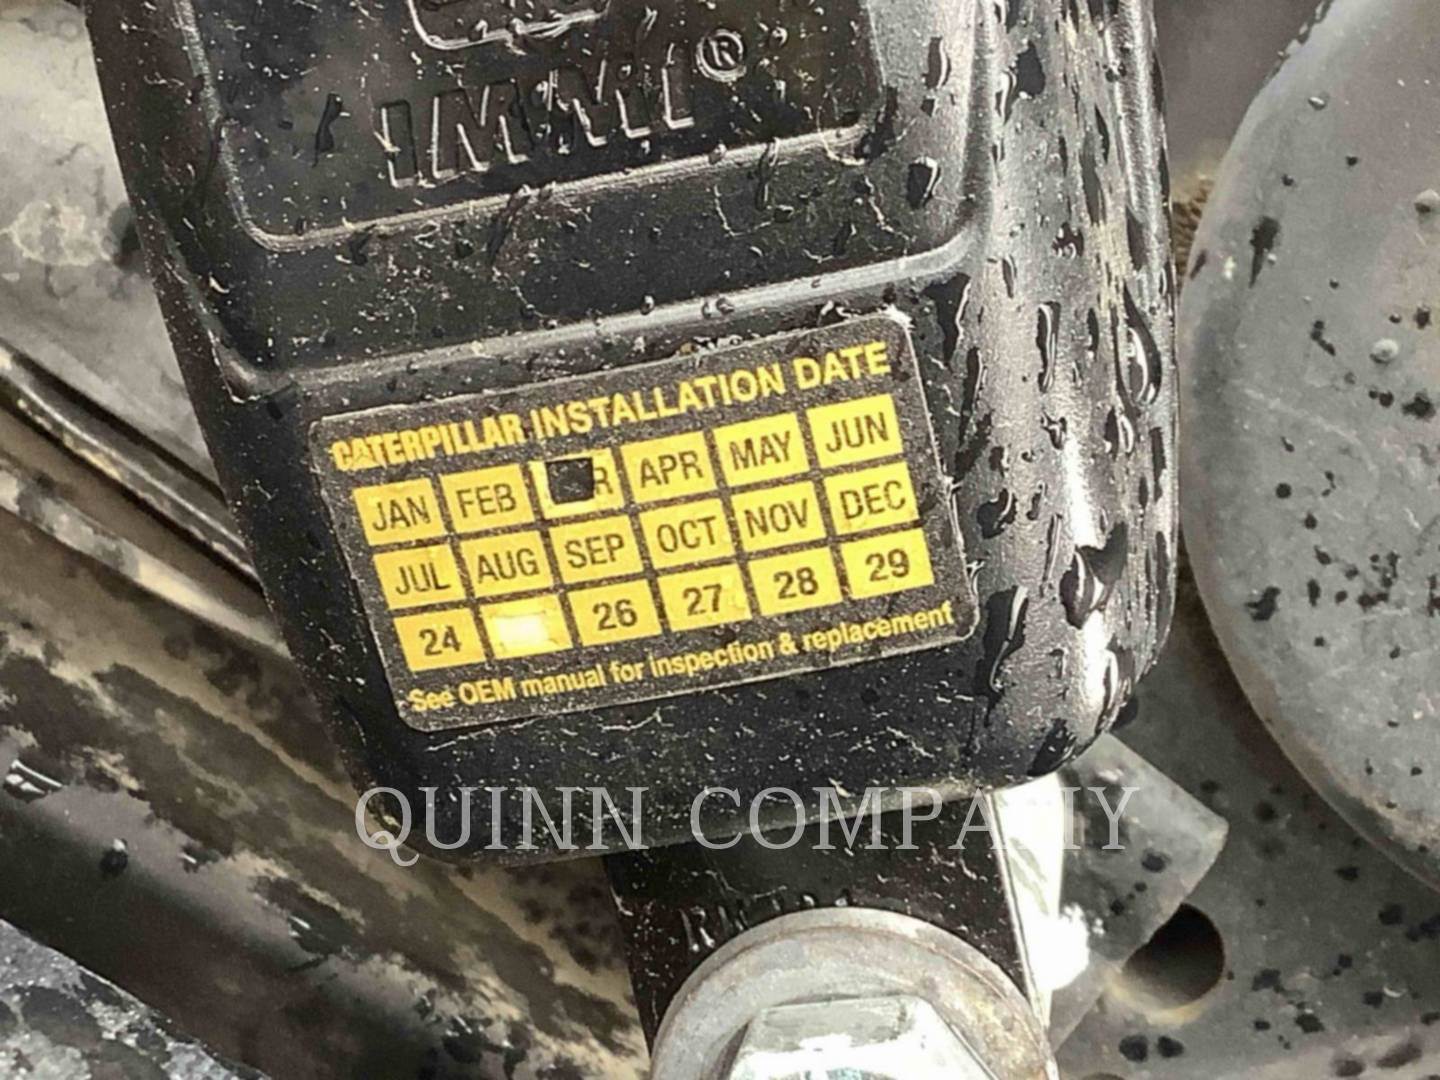 IMMI®
CATERPILLAR INSTALLATION DATE
JAN FEB R APR MAY JUN
JUL AUG SEP OCT NOV DEC
24 26 27 28 29
See OEM manual for inspection & replacement
QUINN COMPANY